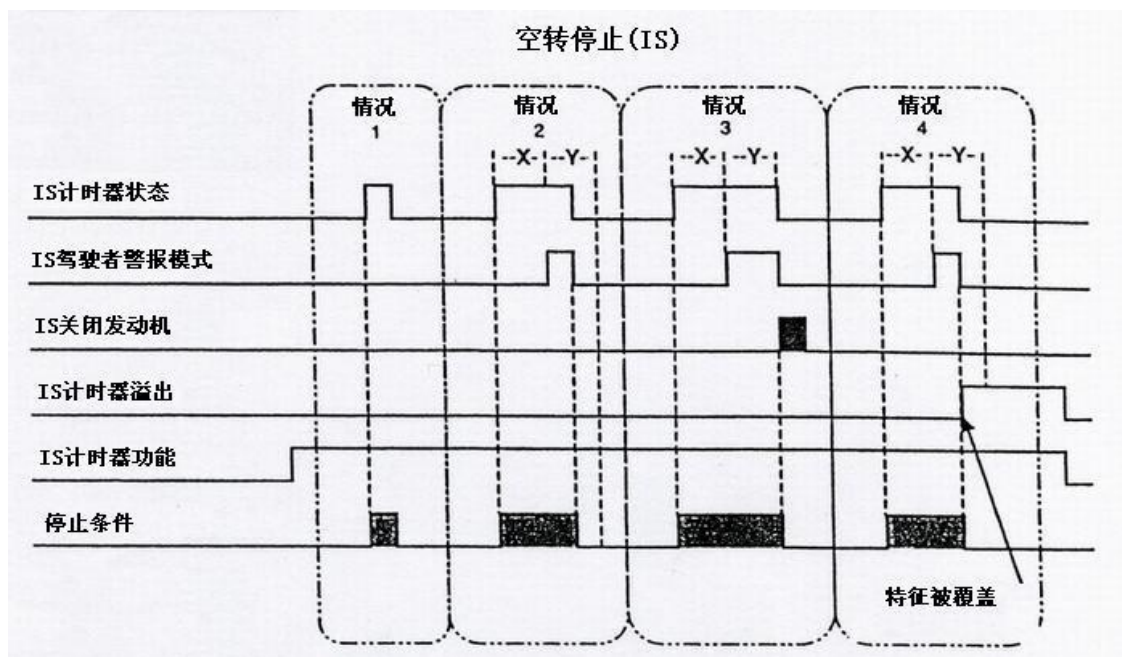 空转停止(IS)
情况 情况 情况 情况
1 2 3 4
--X-- --Y-- --X-- --Y-- --X-- --Y--
IS计时器状态
IS驾驶者警报模式
IS关闭发动机
IS计时器溢出
IS计时器功能
停止条件
特征被覆盖